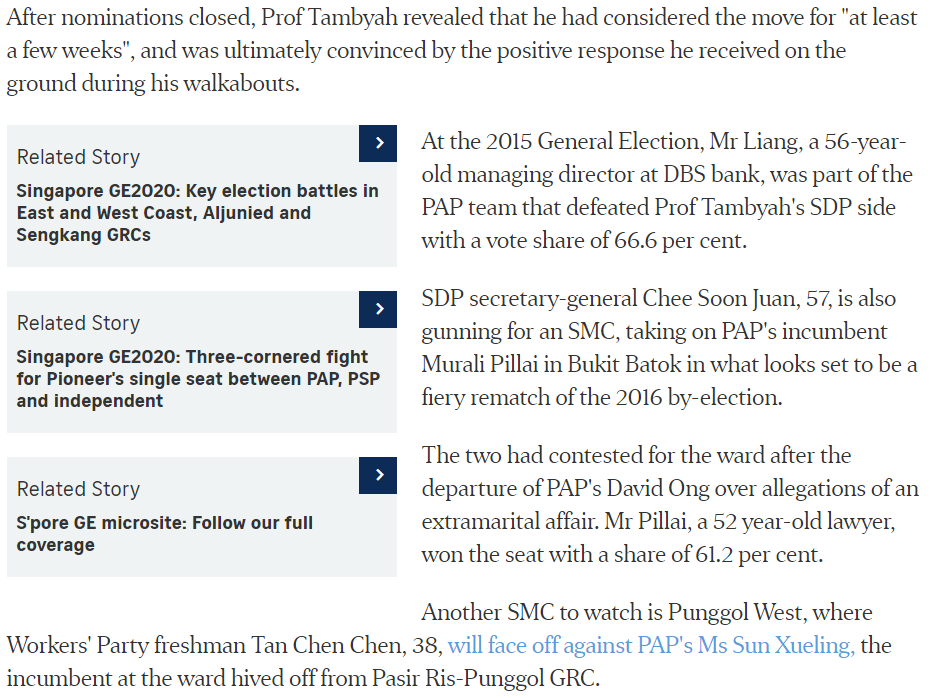 After nominations closed, Prof Tambyah revealed that he had considered the move for "at least
a few weeks", and was ultimately convinced by the positive response he received on the
ground during his walkabouts.
Related Story
Singapore GE2020: Key election battles in
East and West Coast, Aljunied and
Sengkang GRCs
Related Story
Singapore GE2020: Three-cornered fight
for Pioneer's single seat between PAP, PSP
and independent
Related Story
S'pore GE microsite: Follow our full
coverage
At the 2015 General Election, Mr Liang, a 56-year-
old managing director at DBS bank, was part of the
PAP team that defeated Prof Tambyah's SDP side
with a vote share of 66.6 per cent.
SDP secretary-general Chee Soon Juan, 57, is also
gunning for an SMC, taking on PAP's incumbent
Murali Pillai in Bukit Batok in what looks set to be a
fiery rematch of the 2016 by-election.
The two had contested for the ward after the
departure of PAP's David Ong over allegations of an
extramarital affair. Mr Pillai, a 52 year-old lawyer,
won the seat with a share of 61.2 per cent.
Another SMC to watch is Punggol West, where
Workers' Party freshman Tan Chen Chen, 38, will face off against PAP's Ms Sun Xueling, the
incumbent at the ward hived off from Pasir Ris-Punggol GRC.